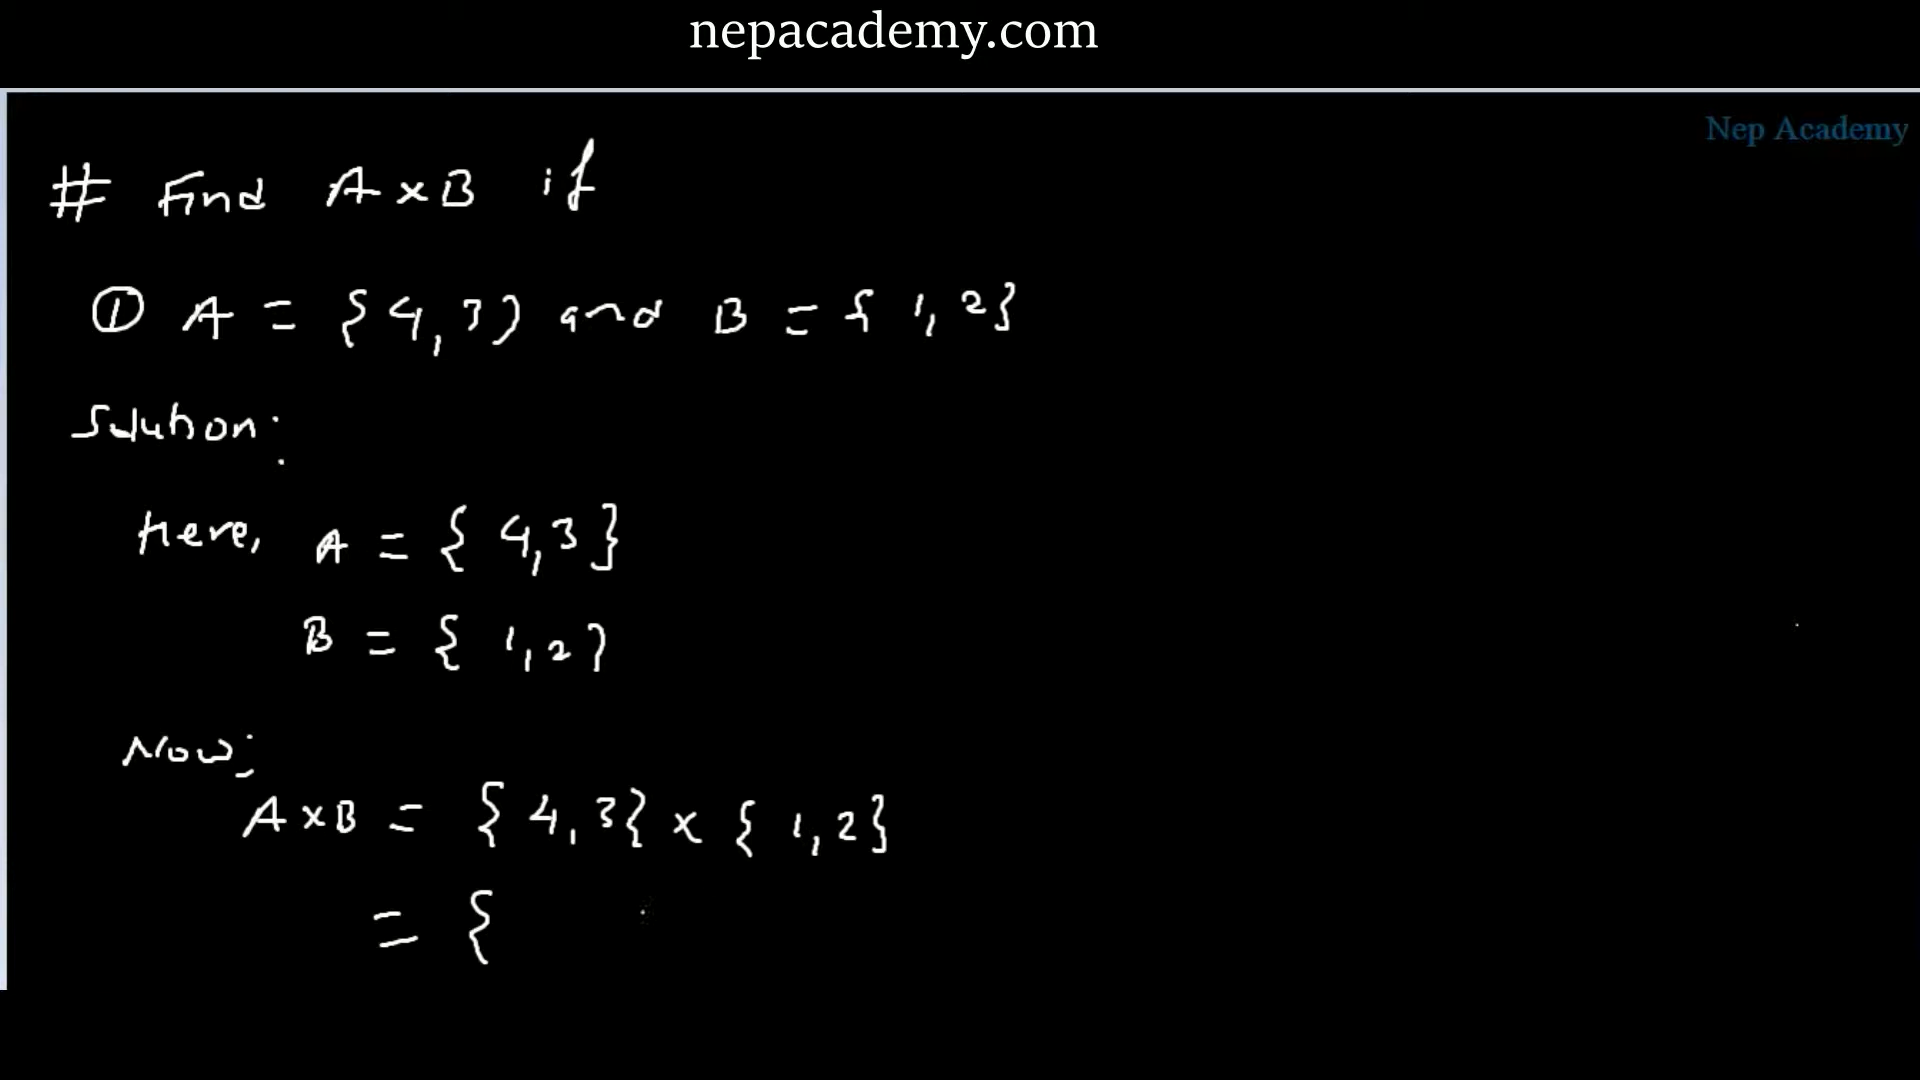 nepacademy.com
Nep Academy
# Find A×B if
① A = {4,3} and B = {1,2}
Solution:
Here, A = {4,3}
B = {1,2}
Now;
A×B = {4,3} × {1,2}
= {